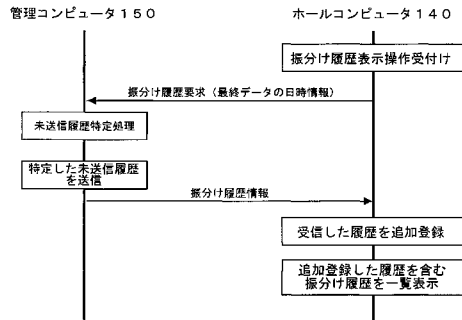 管理コンピュータ１５０
ホールコンピュータ１４０
振分け履歴表示操作受付け
振分け履歴要求（最終データの日時情報）
未送信履歴特定処理
特定した未送信履歴
を送信
振分け履歴情報
受信した履歴を追加登録
追加登録した履歴を含む
振分け履歴を一覧表示